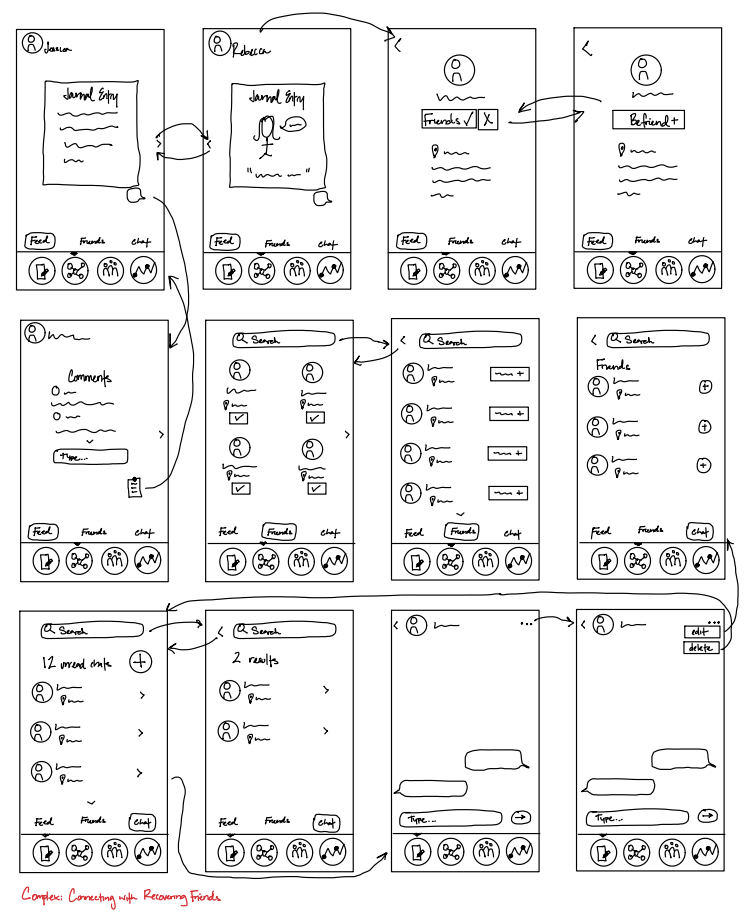 Jessica
Journal Entry
Feed Friends Chat
Rebecca
Journal Entry
Feed Friends Chat
Friends ✓ X
Feed Friends Chat
Befriend +
Feed Friends Chat
Comments
Type...
Feed Friends Chat
Search
Feed Friends Chat
Search
+
+
+
+
Feed Friends Chat
Search
Friends
+
+
+
Feed Friends Chat
Search
12 unread chats +
Feed Friends Chat
Search
2 results
Feed Friends Chat
...
Type...
...
edit
delete
Type...
Complex: Connecting with Recovering Friends